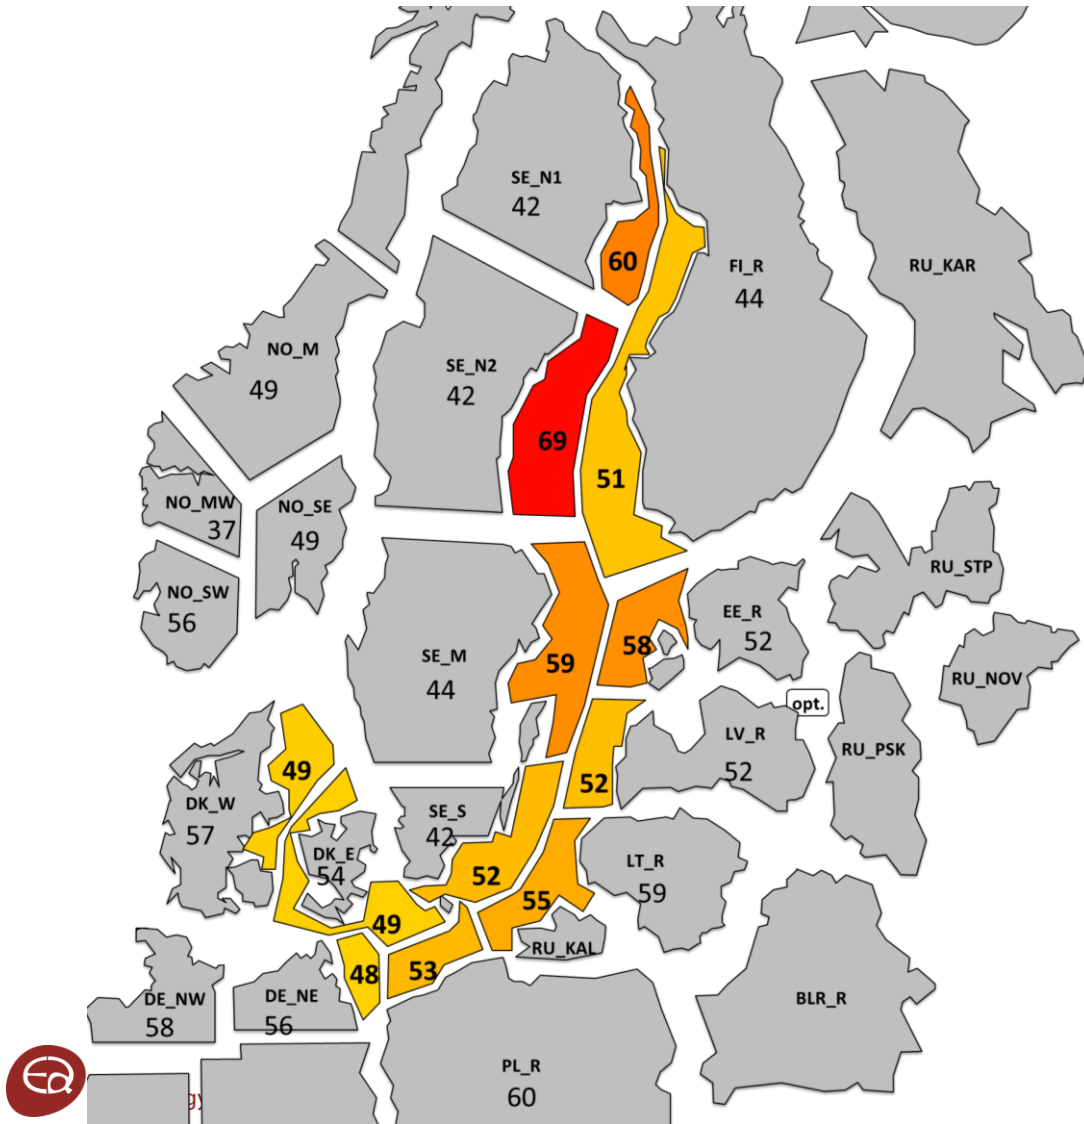 SE_N1
42
60
FI_R
44
RU_KAR
NO_M
49
SE_N2
42
69
51
NO_MW
37
NO_SE
49
NO_SW
56
RU_STP
EE_R
52
SE_M
44
59
58
RU_NOV
opt.
LV_R
52
RU_PSK
49
DK_W
57
52
SE_S
42
DK_E
54
LT_R
59
52
55
49
RU_KAL
48
53
DE_NW
58
DE_NE
56
BLR_R
PL_R
60
gy